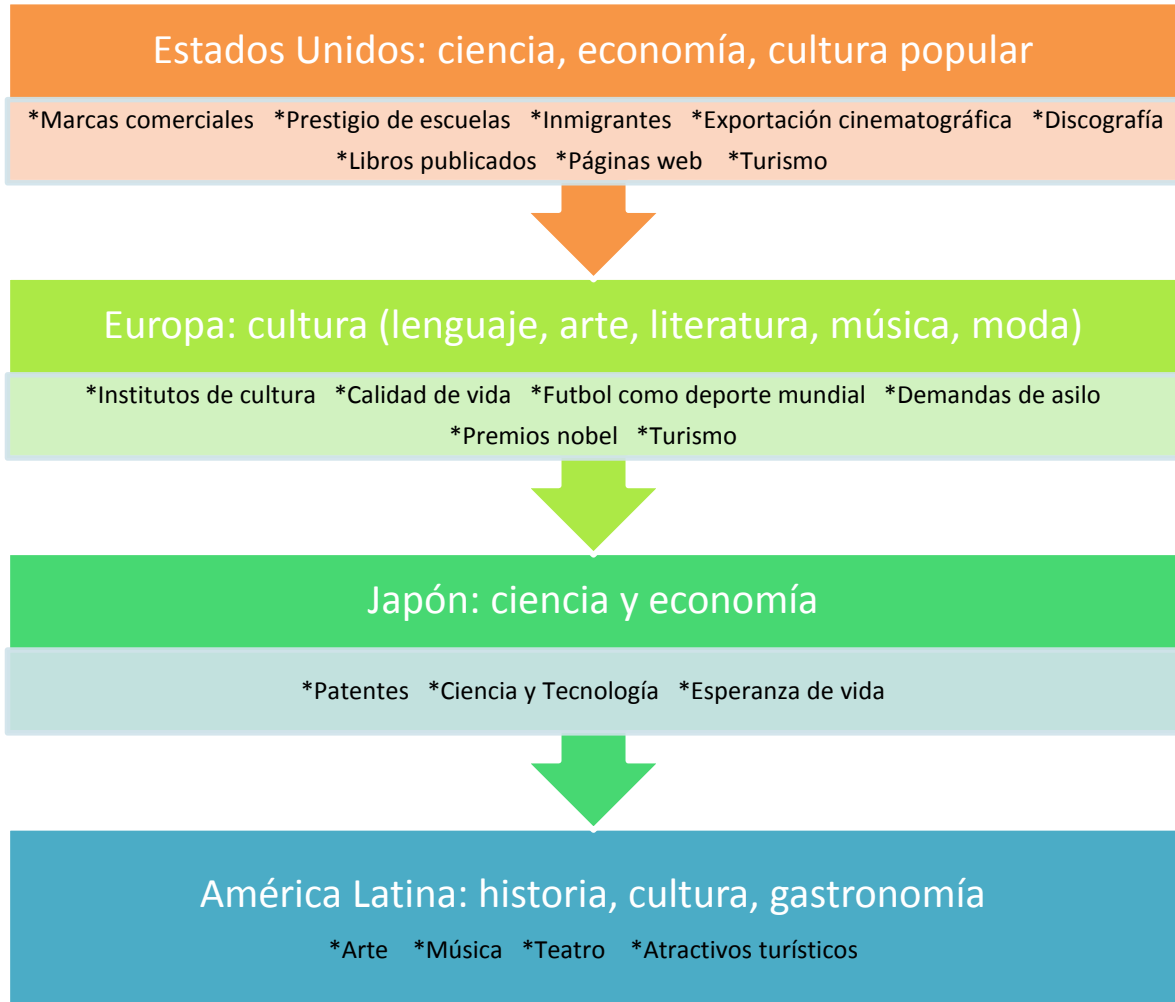 Estados Unidos: ciencia, economía, cultura popular
*Marcas comerciales *Prestigio de escuelas *Inmigrantes *Exportación cinematográfica *Discografía
*Libros publicados *Páginas web *Turismo
Europa: cultura (lenguaje, arte, literatura, música, moda)
*Institutos de cultura *Calidad de vida *Futbol como deporte mundial *Demandas de asilo
*Premios nobel *Turismo
Japón: ciencia y economía
*Patentes *Ciencia y Tecnología *Esperanza de vida
América Latina: historia, cultura, gastronomía
*Arte *Música *Teatro *Atractivos turísticos